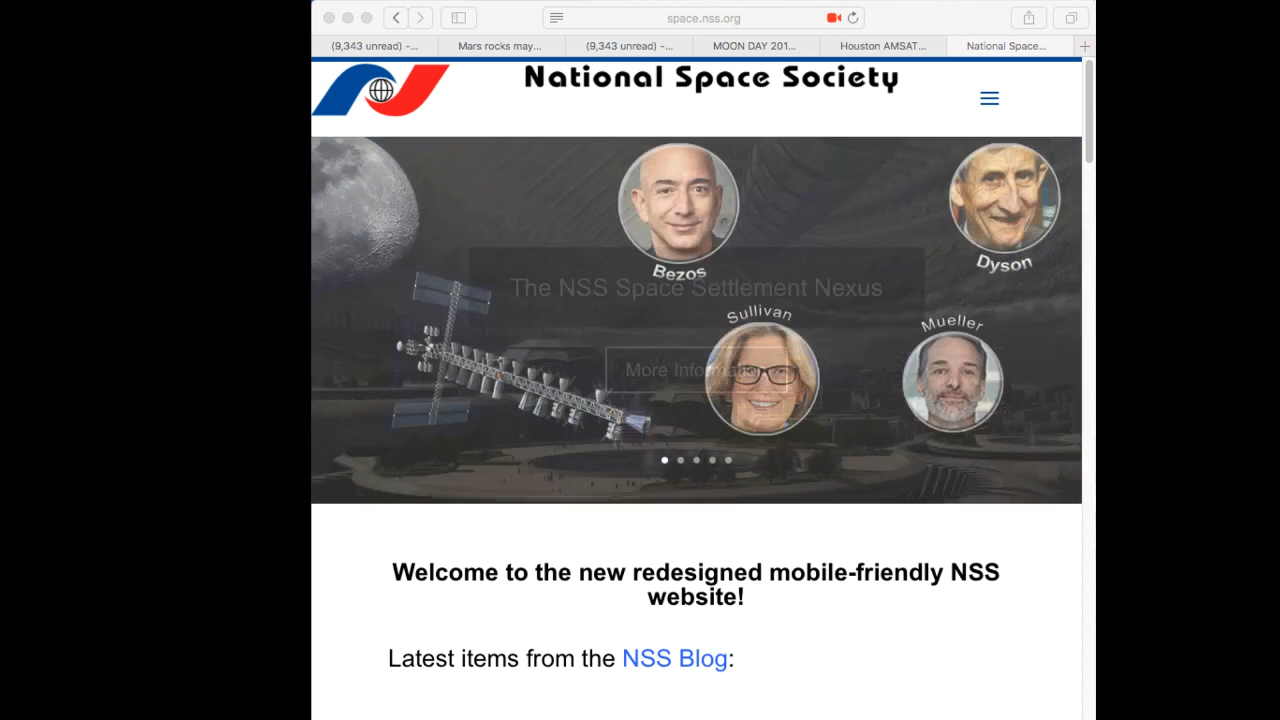 space.nss.org
(9,343 unread) -...
Mars rocks may...
(9,343 unread) -...
MOON DAY 201...
Houston AMSAT...
National Space...
National Space Society
Bezos
Dyson
The NSS Space Settlement Nexus
Sullivan
Mueller
More Information
Welcome to the new redesigned mobile-friendly NSS
website!
Latest items from the NSS Blog: